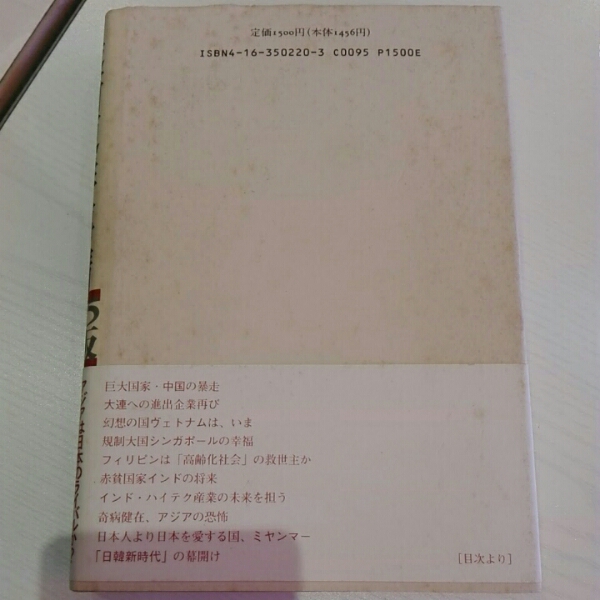 定価1500円(本体1456円)
ISBN4-16-350220-3 C0095 P1500E
巨大国家・中国の暴走
大連への進出企業再び
幻想の国ヴェトナムは、いま
規制大国シンガポールの幸福
フィリピンは「高齢化社会」の救世主か
赤貧国家インドの将来
インド・ハイテク産業の未来を担う
奇病健在、アジアの恐怖
日本人より日本を愛する国、ミヤンマー
「日韓新時代」の幕開け
[目次より]